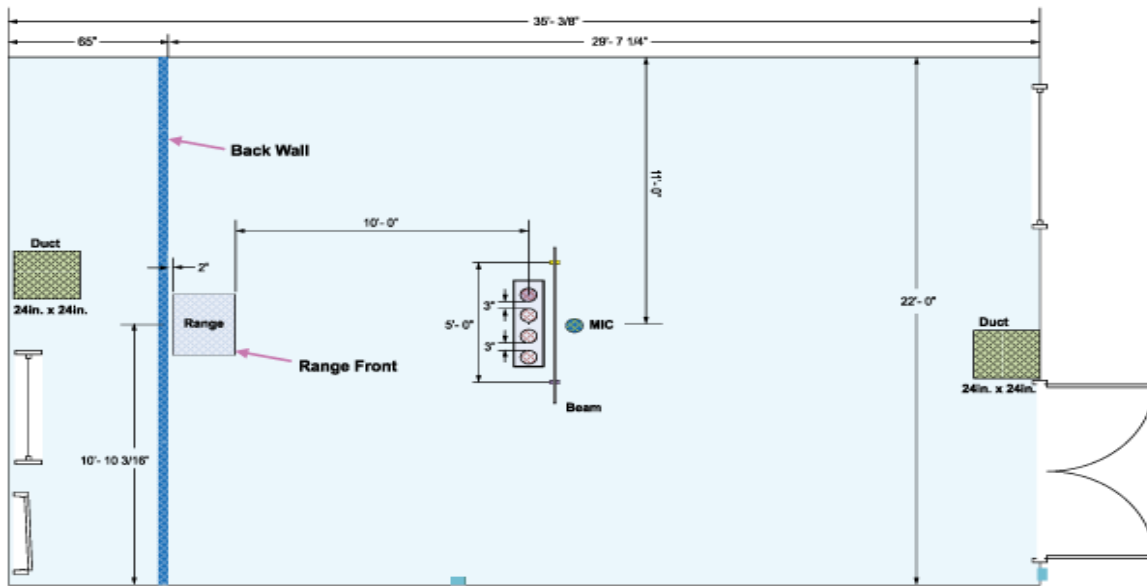 35'- 3/8"
65"
29'- 7 1/4"
Back Wall
11'-0"
10'- 0"
Duct
2"
24in. x 24in.
Range
3"
5'- 0"
3"
MIC
22'- 0"
Duct
Range Front
24in. x 24in.
Beam
10'- 10 3/16"